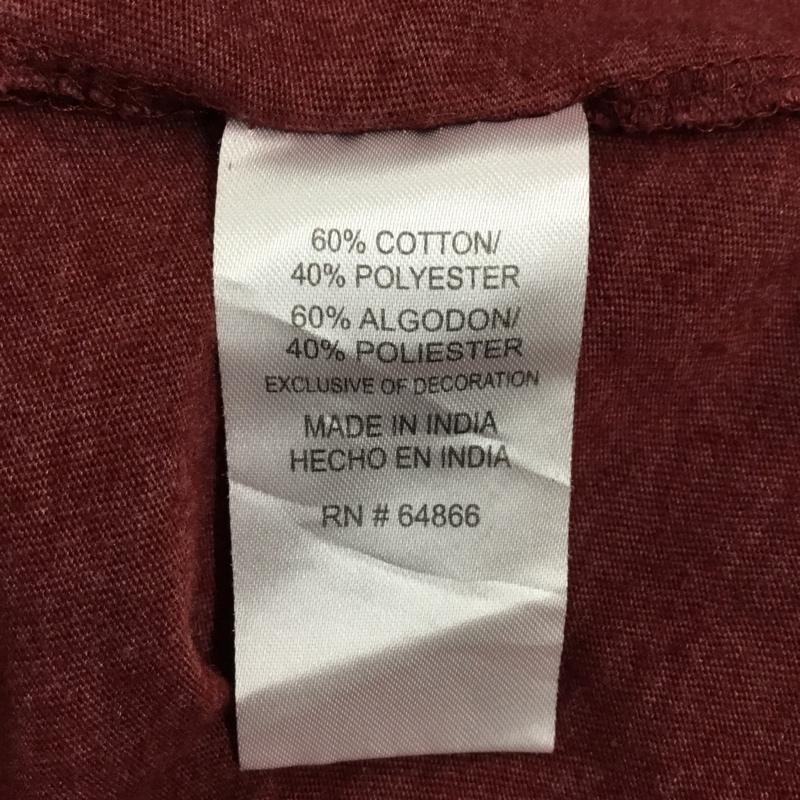 60% COTTON/
40% POLYESTER
60% ALGODON/
40% POLIESTER
EXCLUSIVE OF DECORATION
MADE IN INDIA
HECHO EN INDIA
RN # 64866